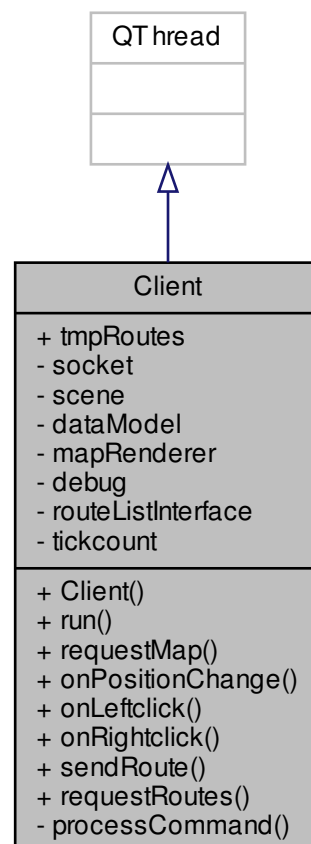 QThread
Client
+ tmpRoutes
- socket
- scene
- dataModel
- mapRenderer
- debug
- routeListInterface
- tickcount
+ Client()
+ run()
+ requestMap()
+ onPositionChange()
+ onLeftclick()
+ onRightclick()
+ sendRoute()
+ requestRoutes()
- processCommand()